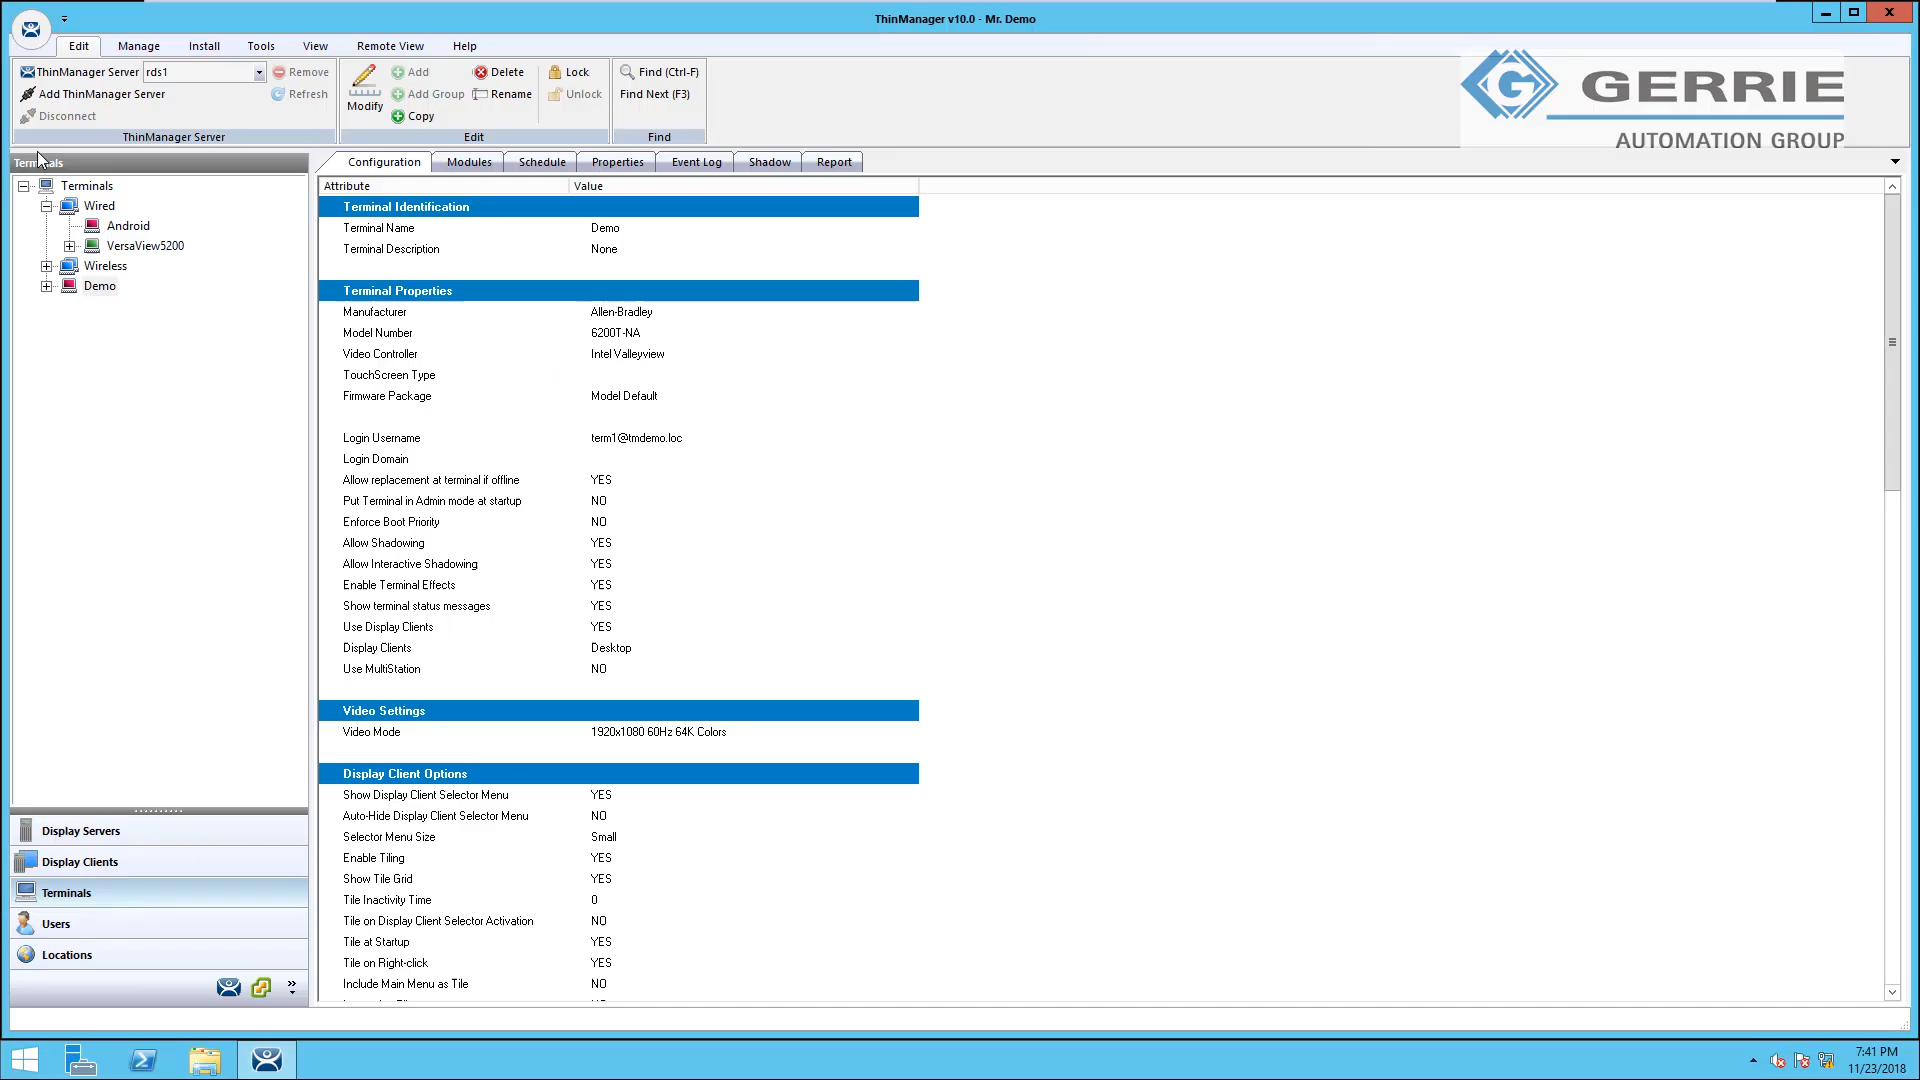 ThinManager v10.0 - Mr. Demo
Edit Manage Install Tools View Remote View Help
ThinManager Server rds1 Remove
Add ThinManager Server Refresh
Disconnect
ThinManager Server
Modify
Add Delete Lock
Add Group Rename Unlock
Copy
Edit
Find (Ctrl-F)
Find Next (F3)
Find
GERRIE
AUTOMATION GROUP
Terminals
Terminals
Wired
Android
VersaView5200
Wireless
Demo
Display Servers
Display Clients
Terminals
Users
Locations
Configuration Modules Schedule Properties Event Log Shadow Report
Attribute Value
Terminal Identification
Terminal Name Demo
Terminal Description None
Terminal Properties
Manufacturer Allen-Bradley
Model Number 6200T-NA
Video Controller Intel Valleyview
TouchScreen Type
Firmware Package Model Default
Login Username term1@tmdemo.loc
Login Domain
Allow replacement at terminal if offline YES
Put Terminal in Admin mode at startup NO
Enforce Boot Priority NO
Allow Shadowing YES
Allow Interactive Shadowing YES
Enable Terminal Effects YES
Show terminal status messages YES
Use Display Clients YES
Display Clients Desktop
Use MultiStation NO
Video Settings
Video Mode 1920x1080 60Hz 64K Colors
Display Client Options
Show Display Client Selector Menu YES
Auto-Hide Display Client Selector Menu NO
Selector Menu Size Small
Enable Tiling YES
Show Tile Grid YES
Tile Inactivity Time 0
Tile on Display Client Selector Activation NO
Tile at Startup YES
Tile on Right-click YES
Include Main Menu as Tile NO
7:41 PM
11/23/2018